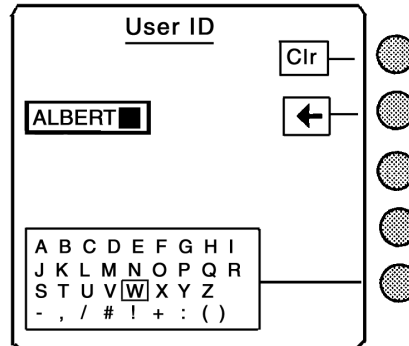 User ID
Clr
ALBERT
A B C D E F G H I
J K L M N O P Q R
S T U V W X Y Z
- , / # ! + : ( )